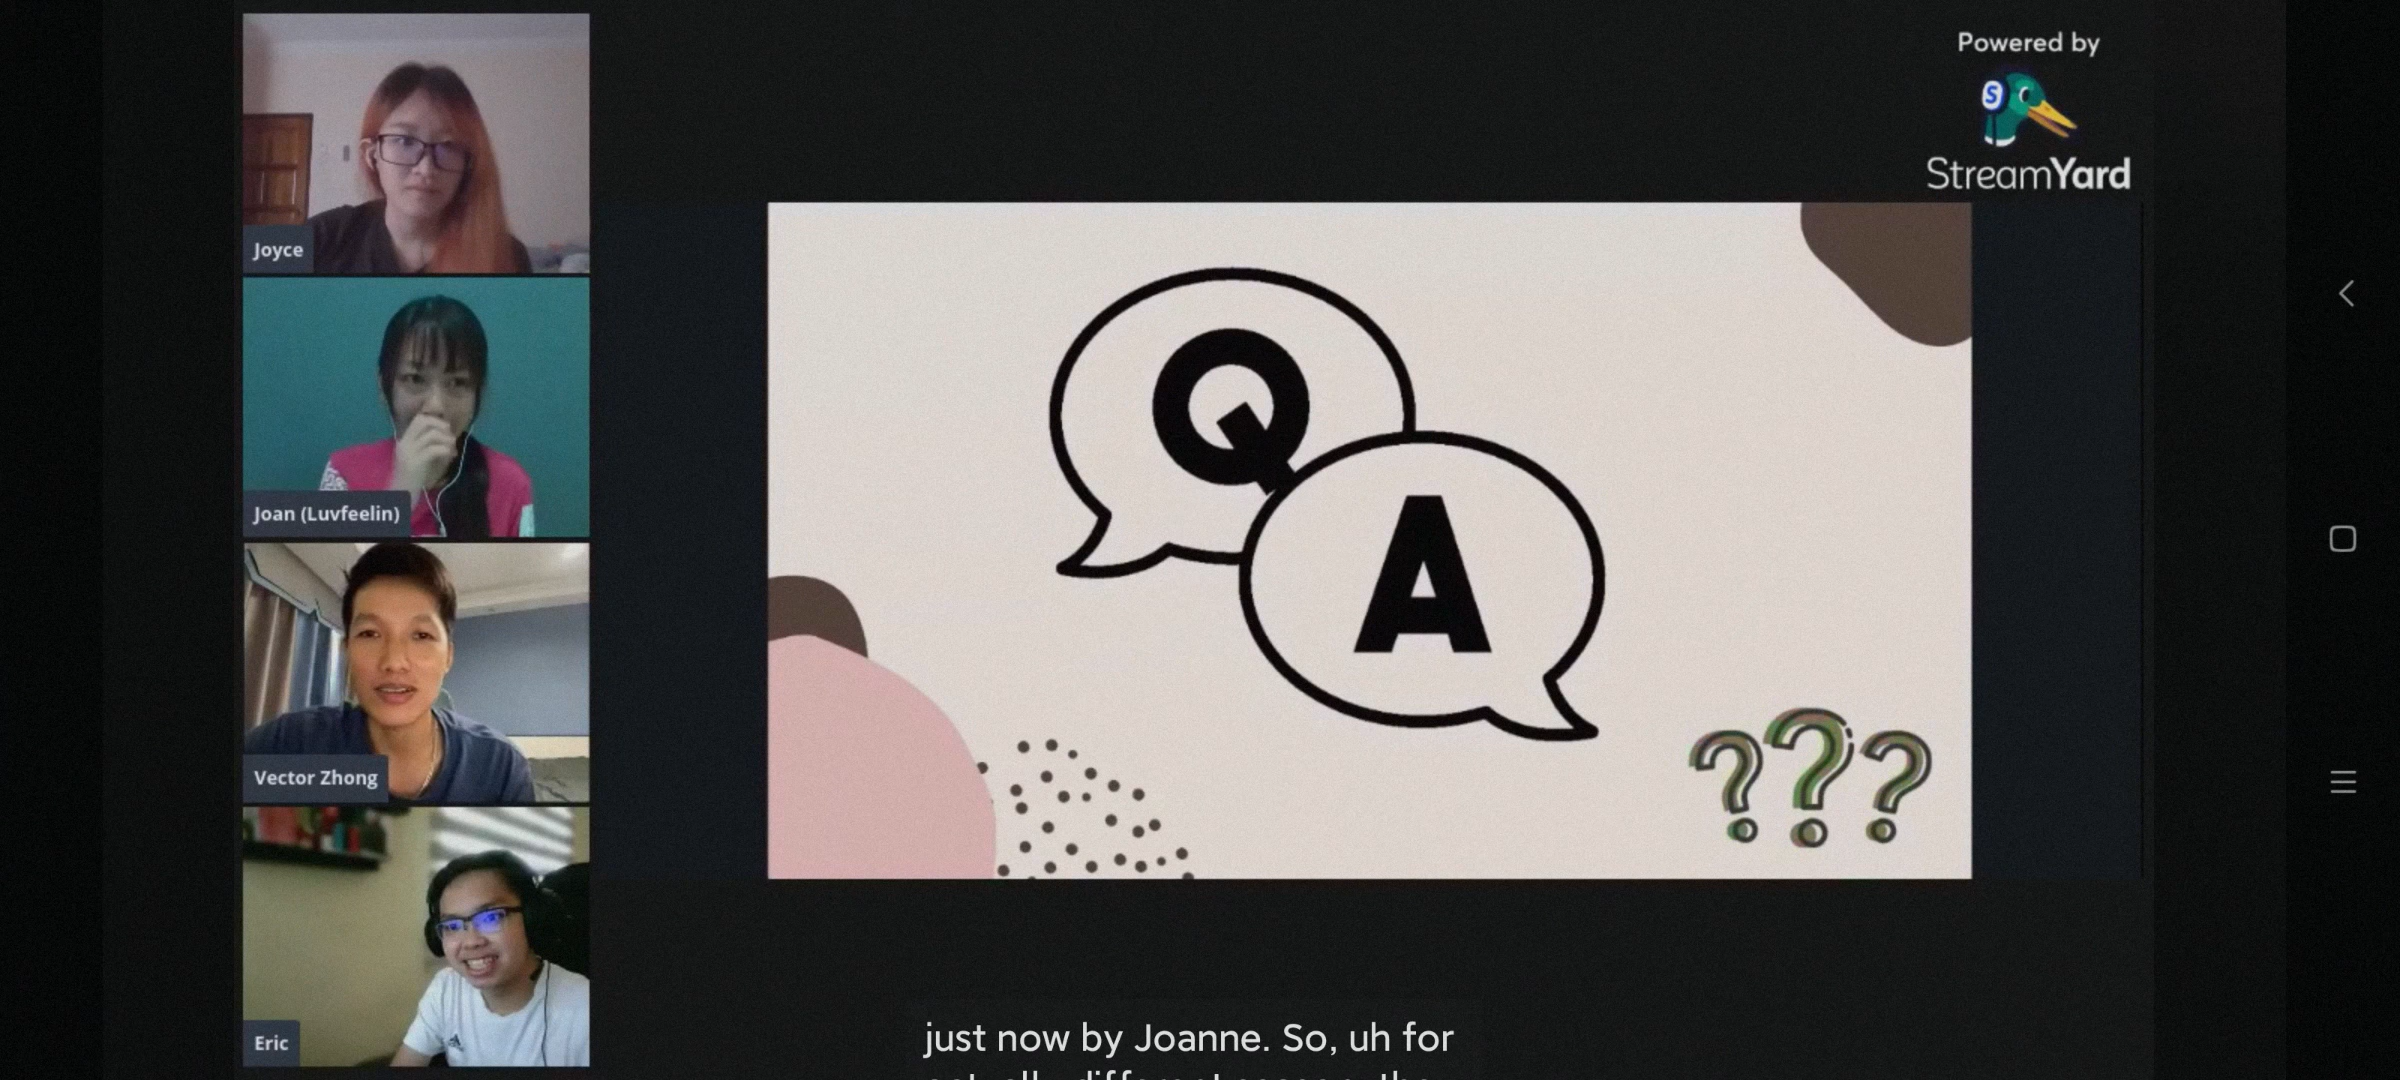 Powered by
S
StreamYard
Joyce
Joan (Luvfeelin)
Vector Zhong
Eric
Q
A
???
just now by Joanne. So, uh for